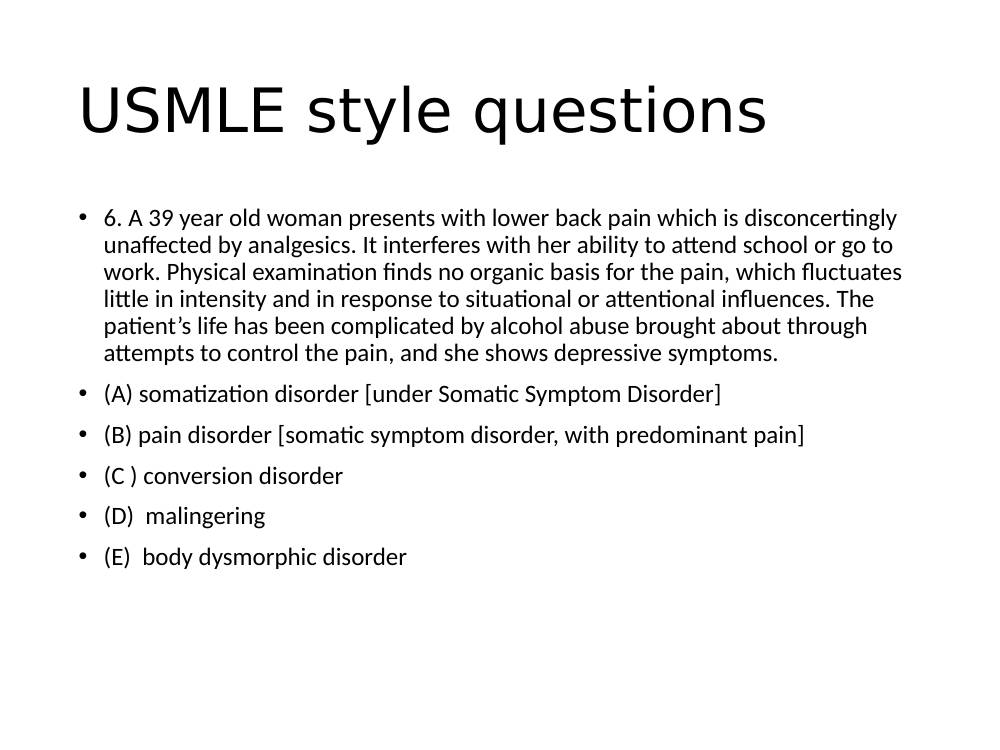 USMLE style questions
• 6. A 39 year old woman presents with lower back pain which is disconcertingly
unaffected by analgesics. It interferes with her ability to attend school or go to
work. Physical examination finds no organic basis for the pain, which fluctuates
little in intensity and in response to situational or attentional influences. The
patient’s life has been complicated by alcohol abuse brought about through
attempts to control the pain, and she shows depressive symptoms.
• (A) somatization disorder [under Somatic Symptom Disorder]
• (B) pain disorder [somatic symptom disorder, with predominant pain]
• (C ) conversion disorder
• (D)  malingering
• (E)  body dysmorphic disorder